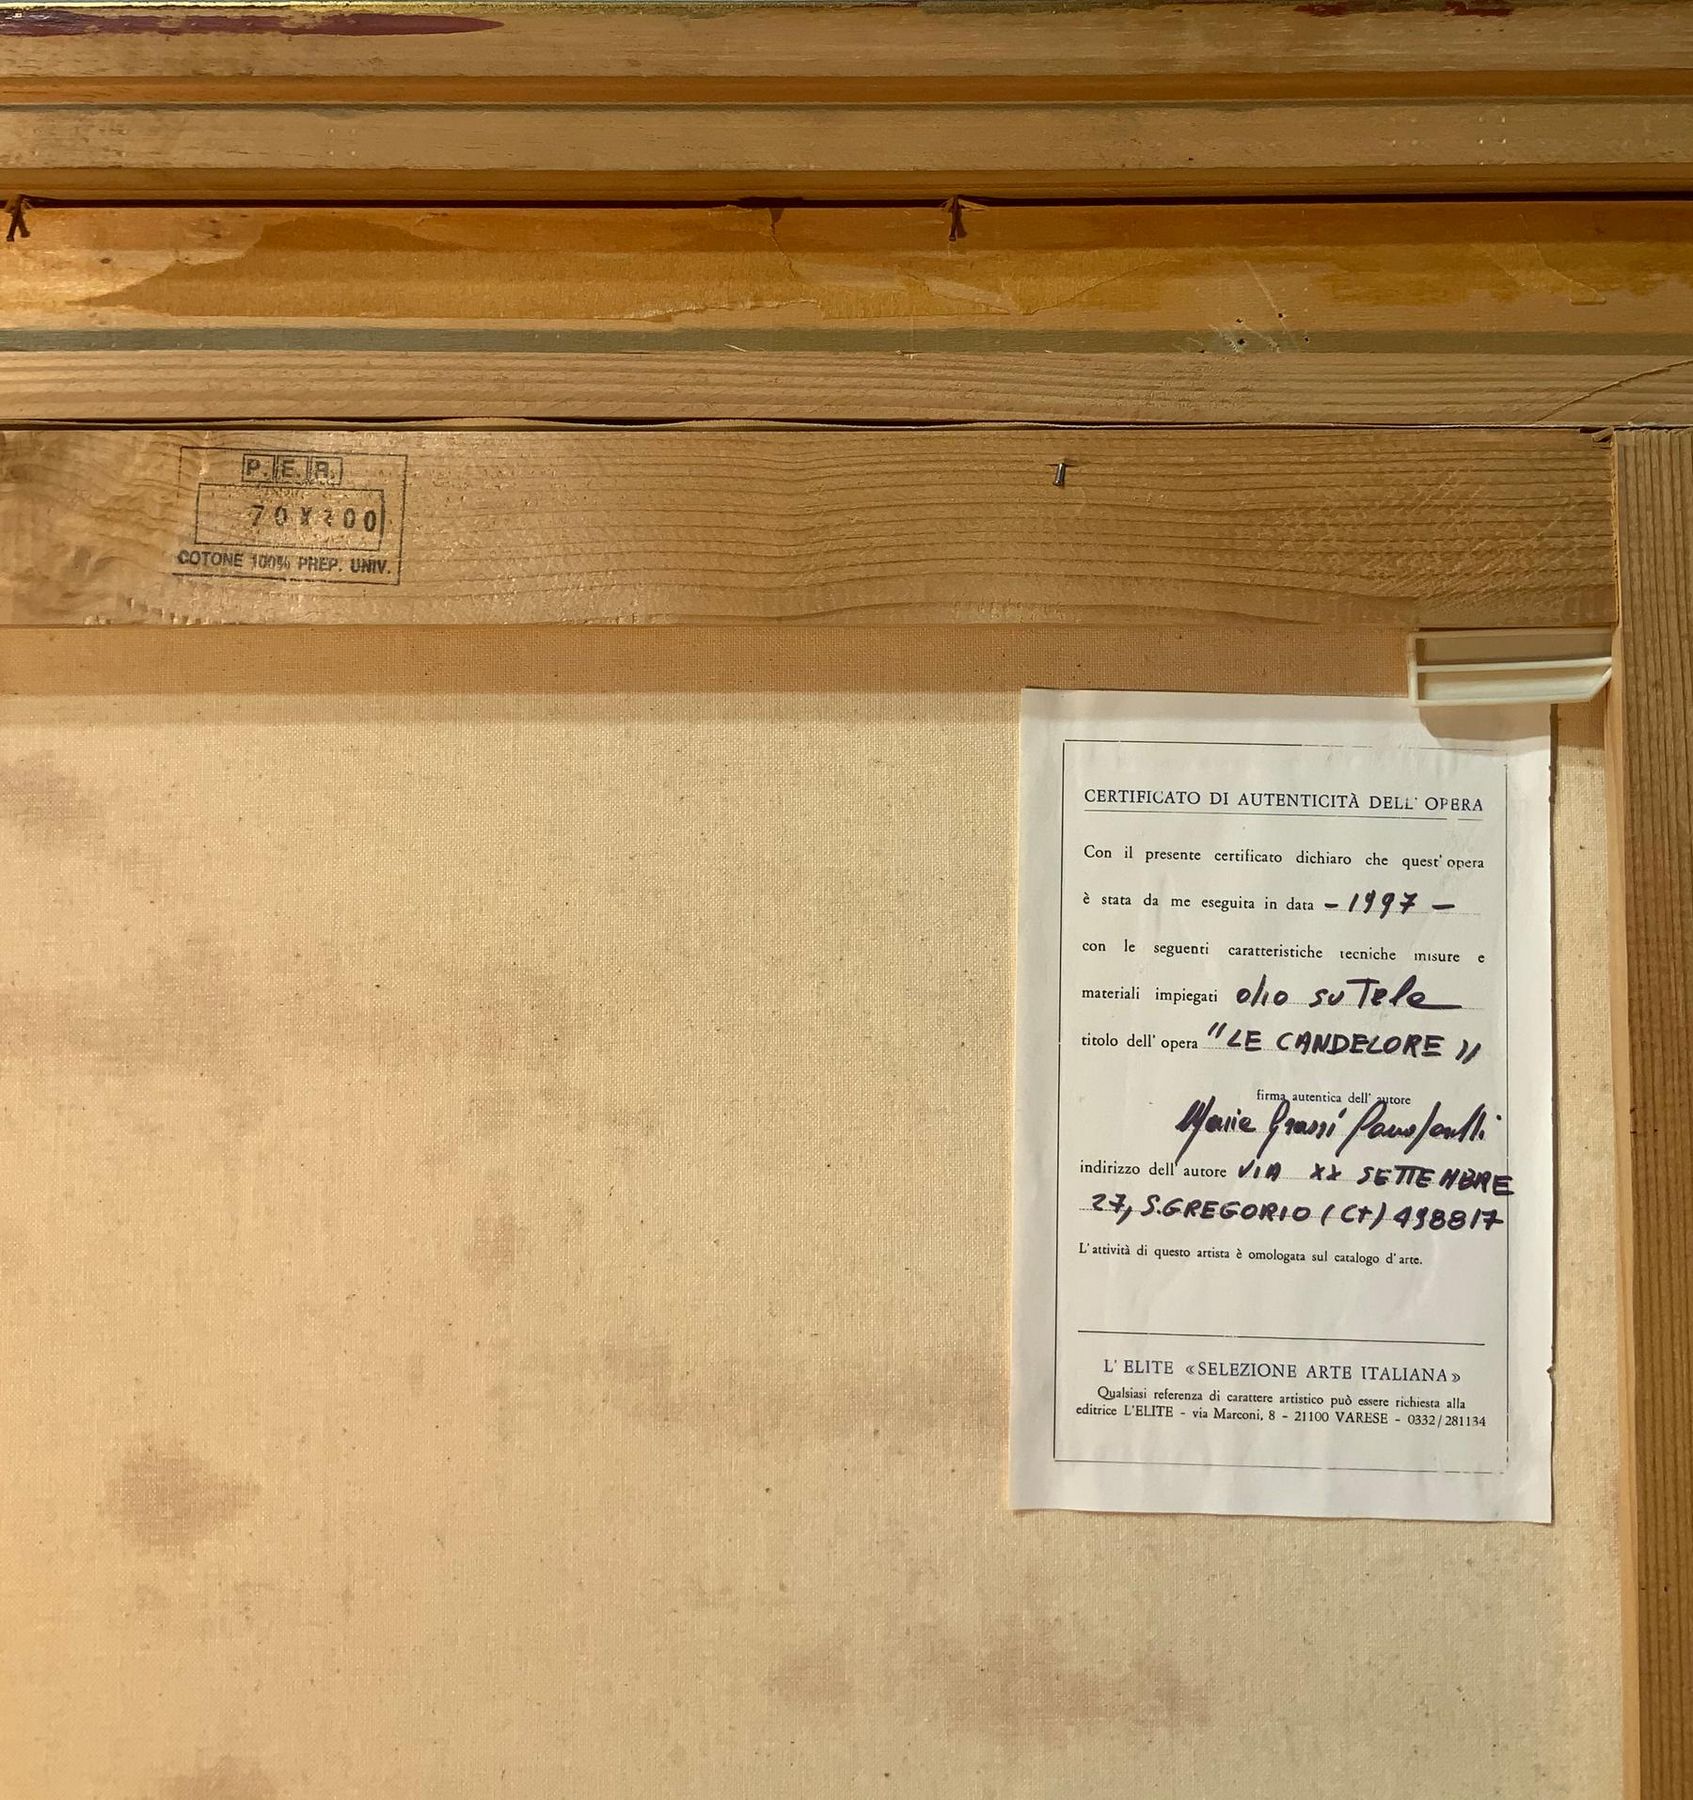 P.E.R.
70X100
COTONE 100% PREP. UNIV.
CERTIFICATO DI AUTENTICITÀ DELL' OPERA
Con il presente certificato dichiaro che quest' opera
è stata da me eseguita in data - 1997 -
con le seguenti caratteristiche tecniche misure e
materiali impiegati olio su Tela
titolo dell' opera "LE CANDELORE"
firma autentica dell' autore
Maria Grassi
indirizzo dell' autore VIA XX SETTEMBRE
27, S.GREGORIO (CT) 498817
L' attività di questo artista è omologata sul catalogo d' arte.
L' ELITE «SELEZIONE ARTE ITALIANA»
Qualsiasi referenza di carattere artistico può essere richiesta alla
editrice L'ELITE - via Marconi, 8 - 21100 VARESE - 0332/281134